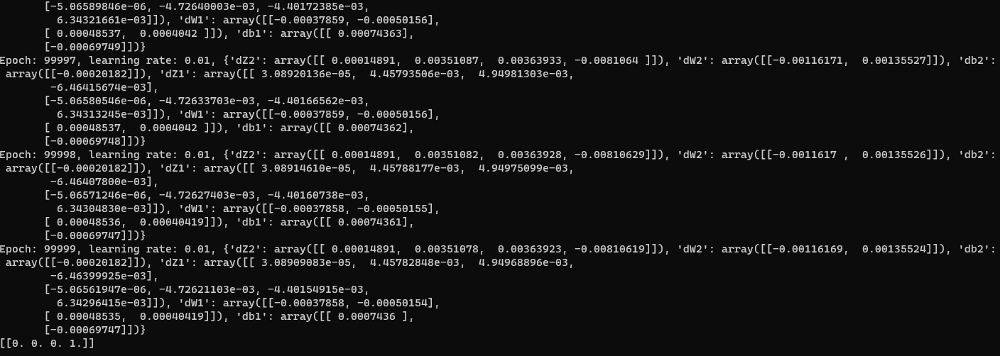 [-5.06589846e-06, -4.72640003e-03, -4.40172385e-03,
6.34321661e-03]]), 'dW1': array([[-0.00037859, -0.00050156],
[ 0.00048537,  0.0004042 ]]), 'db1': array([[ 0.00074363],
[-0.00069749]])}
Epoch: 99997, learning rate: 0.01, {'dZ2': array([[ 0.00014891,  0.00351087,  0.00363933, -0.0081064 ]]), 'dW2': array([[-0.00116171,  0.00135527]]), 'db2':
array([[-0.00020182]]), 'dZ1': array([[ 3.08920136e-05,  4.45793506e-03,  4.94981303e-03,
-6.46415674e-03],
[-5.06580546e-06, -4.72633703e-03, -4.40166562e-03,
6.34313245e-03]]), 'dW1': array([[-0.00037859, -0.00050156],
[ 0.00048537,  0.0004042 ]]), 'db1': array([[ 0.00074362],
[-0.00069748]])}
Epoch: 99998, learning rate: 0.01, {'dZ2': array([[ 0.00014891,  0.00351082,  0.00363928, -0.00810629]]), 'dW2': array([[-0.0011617 ,  0.00135526]]), 'db2':
array([[-0.00020182]]), 'dZ1': array([[ 3.08914610e-05,  4.45788177e-03,  4.94975099e-03,
-6.46407800e-03],
[-5.06571246e-06, -4.72627403e-03, -4.40160738e-03,
6.34304830e-03]]), 'dW1': array([[-0.00037858, -0.00050155],
[ 0.00048536,  0.00040419]]), 'db1': array([[ 0.00074361],
[-0.00069747]])}
Epoch: 99999, learning rate: 0.01, {'dZ2': array([[ 0.00014891,  0.00351078,  0.00363923, -0.00810619]]), 'dW2': array([[-0.00116169,  0.00135524]]), 'db2':
array([[-0.00020182]]), 'dZ1': array([[ 3.08909083e-05,  4.45782848e-03,  4.94968896e-03,
-6.46399925e-03],
[-5.06561947e-06, -4.72621103e-03, -4.40154915e-03,
6.34296415e-03]]), 'dW1': array([[-0.00037858, -0.00050154],
[ 0.00048535,  0.00040419]]), 'db1': array([[ 0.0007436 ],
[-0.00069747]])}
[[0. 0. 0. 1.]]